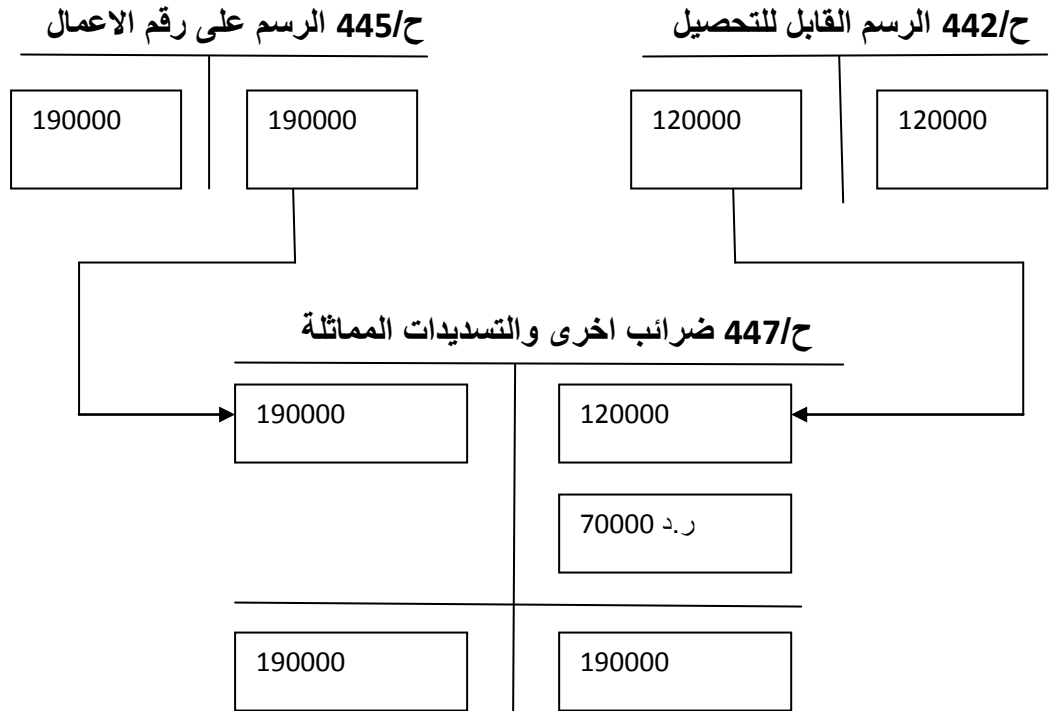 ح/442 الرسم القابل للتحصيل
ح/445 الرسم على رقم الاعمال
120000
120000
190000
190000
ح/447 ضرائب اخرى والتسديدات المماثلة
120000
190000
ر.د 70000
190000
190000